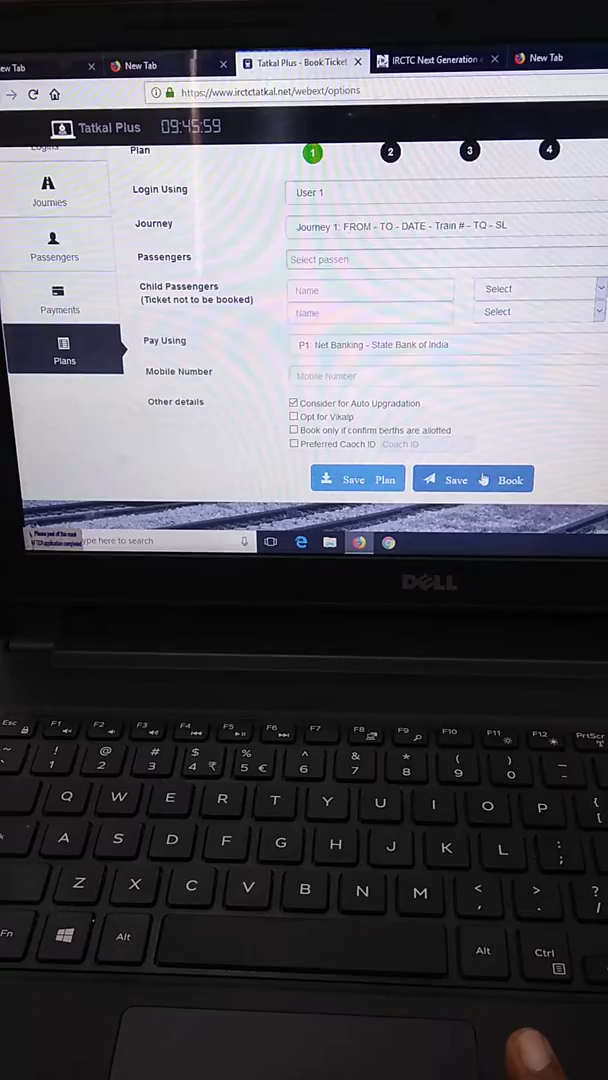 ew Tab
New Tab
Tatkal Plus - Book Ticket
IRCTC Next Generation
New Tab
https://www.irctctatkal.net/webext/options
Tatkal Plus 09:45:59
Logins
Plan 1 2 3 4
Login Using User 1
Journies
Journey Journey 1: FROM - TO - DATE - Train # - TQ - SL
Passengers
Passengers Select passen
Child Passengers Name Select
(Ticket not to be booked) Name Select
Payments
Pay Using P1: Net Banking - State Bank of India
Plans
Mobile Number Mobile Number
Other details Consider for Auto Upgradation
Opt for Vikalp
Book only if confirm berths are allotted
Preferred Caoch ID Coach ID
Save Plan Save Book
ype here to search
DELL
Esc F1 F2 F3 F4 F5 F6 F7 F8 F9 F10 F11 F12 PrtScr
~ ! @ # $ % ^ & * ( ) _
1 2 3 4 ₹ 5 € 6 7 8 9 0 -
Q W E R T Y U I O P { [
A S D F G H J K L : ;
Z X C V B N M < , > . ? /
Fn Alt Alt Ctrl